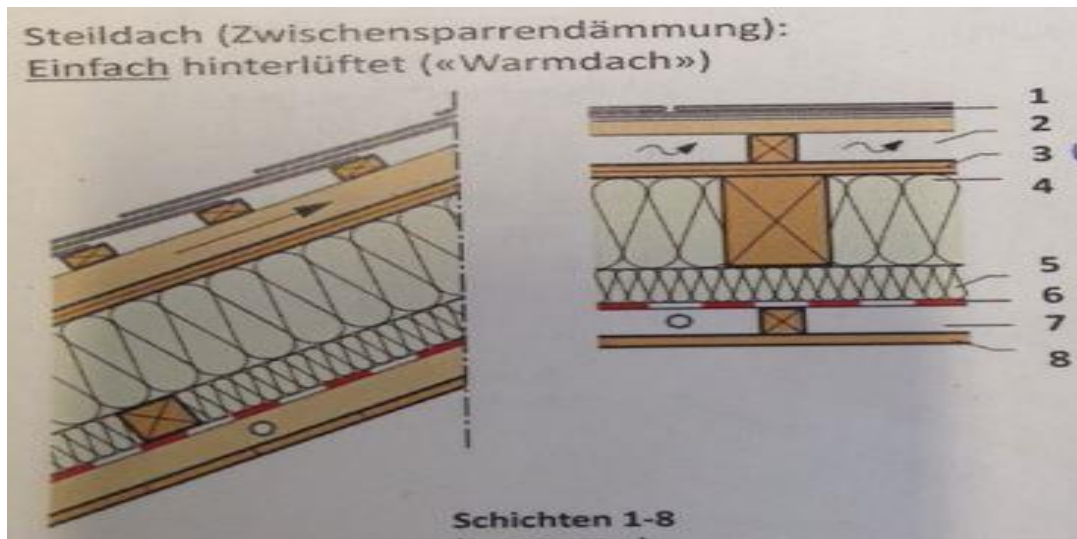 Steildach (Zwischensparrendämmung):
Einfach hinterlüftet («Warmdach»)
1
2
3
4
5
6
7
8
Schichten 1-8